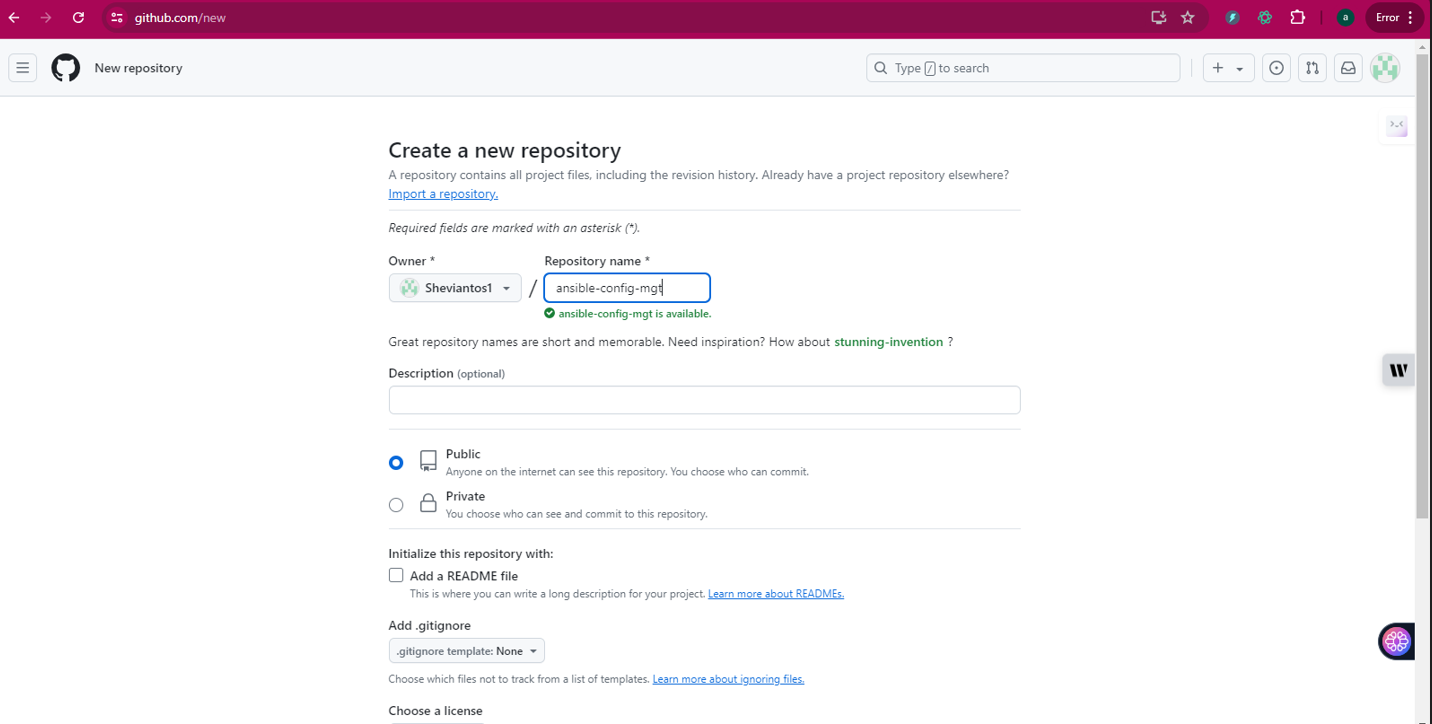 github.com/new
a
Error
New repository
Type / to search
Create a new repository
A repository contains all project files, including the revision history. Already have a project repository elsewhere?
Import a repository.
Required fields are marked with an asterisk (*).
Owner *
Repository name *
Sheviantos1
/
ansible-config-mgt
ansible-config-mgt is available.
Great repository names are short and memorable. Need inspiration? How about stunning-invention ?
Description (optional)
Public
Anyone on the internet can see this repository. You choose who can commit.
Private
You choose who can see and commit to this repository.
Initialize this repository with:
Add a README file
This is where you can write a long description for your project. Learn more about READMEs.
Add .gitignore
.gitignore template: None
Choose which files not to track from a list of templates. Learn more about ignoring files.
Choose a license